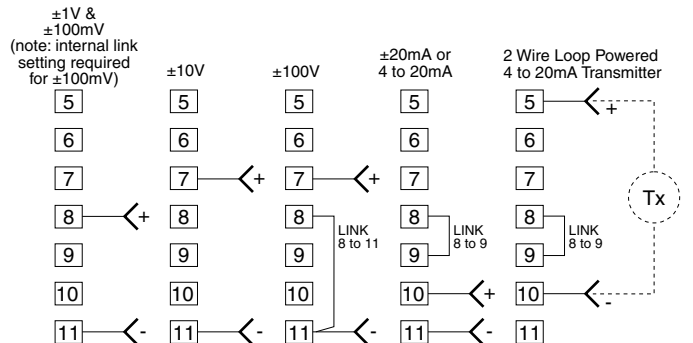 ±1V &
±100mV
(note: internal link
setting required
for ±100mV)
±10V
±100V
±20mA or
4 to 20mA
2 Wire Loop Powered
4 to 20mA Transmitter
5 5 5 5 5 +
6 6 6 6 6
7 7 + 7 + 7 7
Tx
8 + 8 8 8 8
LINK
8 to 11
LINK
8 to 9
LINK
8 to 9
9 9 9 9 9
10 10 10 10 + 10 -
11 - 11 - 11 - 11 - 11